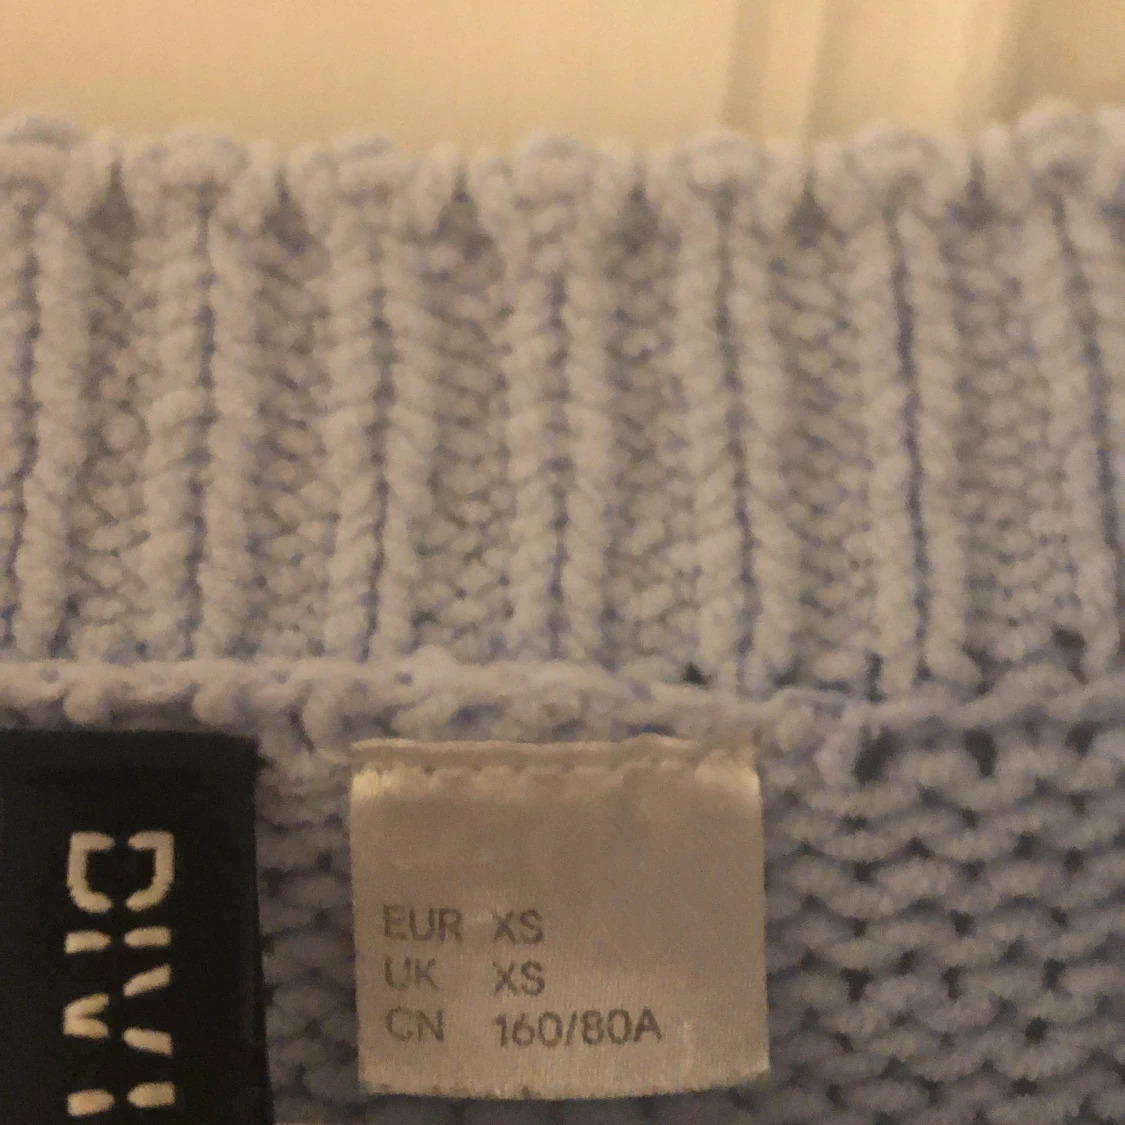 EUR XS
UK XS
CN 160/80A